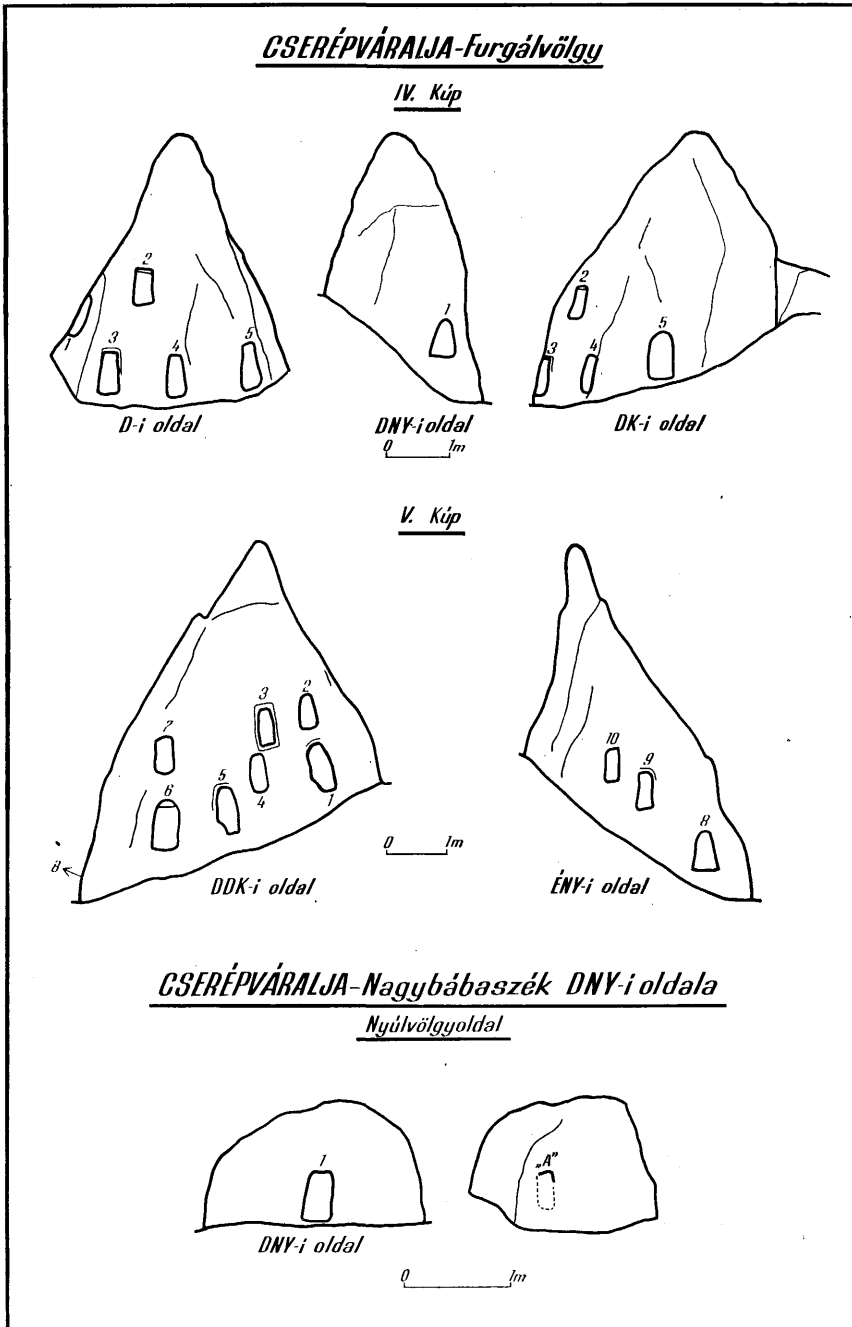 CSERÉPVÁRALJA-Furgálvölgy
IV. Kúp
1 2 3 4 5
D-i oldal
1
DNY-i oldal
2 3 4 5
DK-i oldal
0 1m
V. Kúp
7 6 5 3 4 2 1
8
DDK-i oldal
0 1m
10 9 8
ÉNY-i oldal
CSERÉPVÁRALJA-Nagybábaszék DNY-i oldala
Nyúlvölgyoldal
1
DNY-i oldal
„A"
0 1m